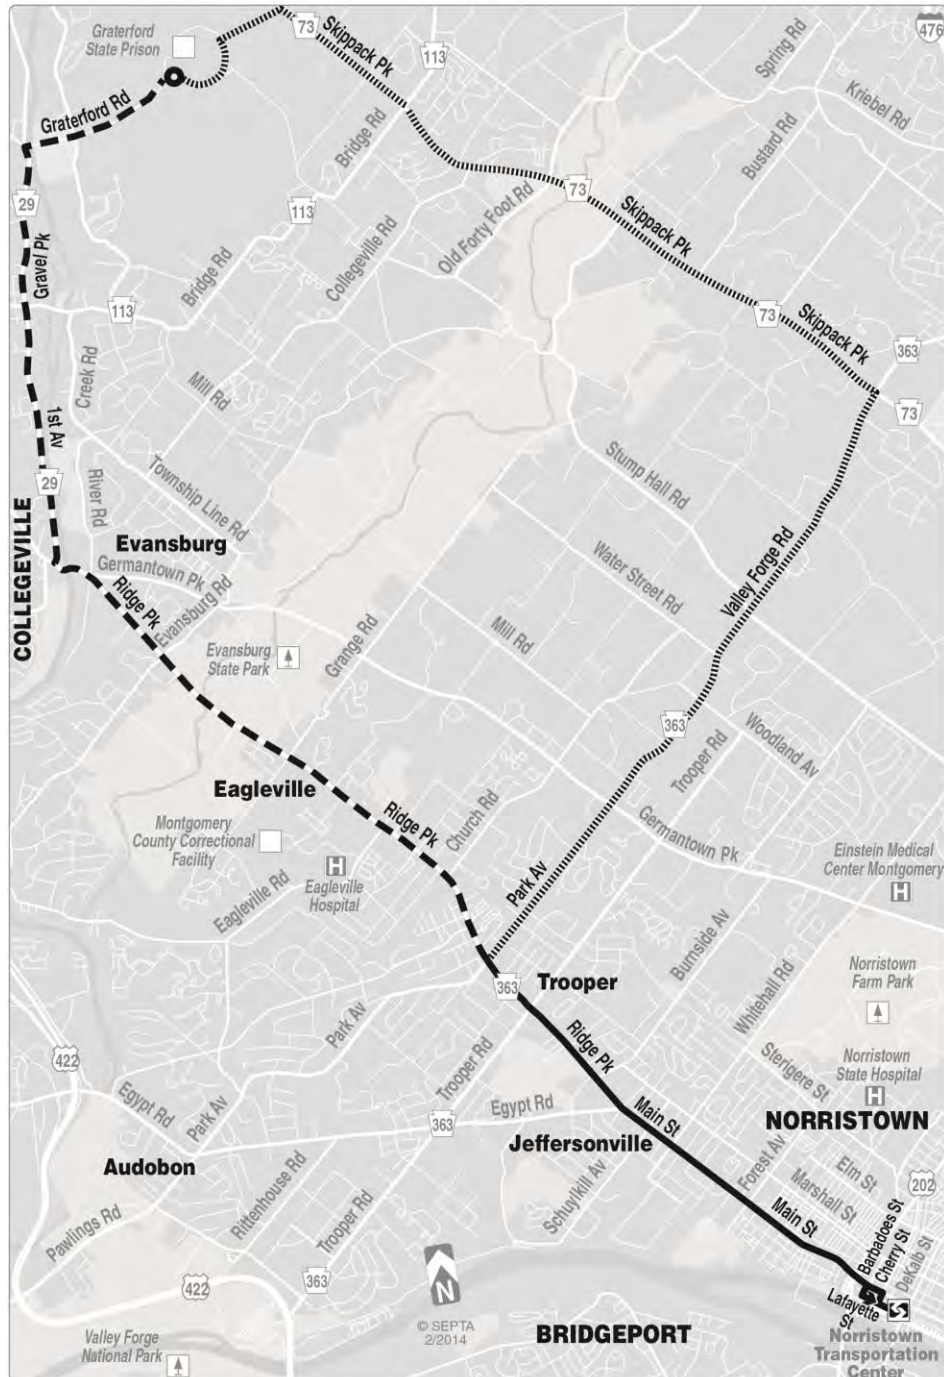 Graterford
State Prison
73
Skippack Pk
113
Spring Rd
476
Kriebel Rd
Graterford Rd
Bridge Rd
Bustard Rd
29
113
Old Forty Foot Rd
73
Skippack Pk
Gravel Pk
Bridge Rd
Collegeville Rd
113
73
Skippack Pk
363
Creek Rd
Mill Rd
73
1st Av
29
River Rd
Township Line Rd
Stump Hall Rd
COLLEGEVILLE
Evansburg
Germantown Pk
Ridge Pk
Evansburg Rd
Water Street Rd
Valley Forge Rd
Evansburg
State Park
Grange Rd
Mill Rd
363
Trooper Rd
Woodland Av
Eagleville
Ridge Pk
Church Rd
Montgomery
County Correctional
Facility
Germantown Pk
Einstein Medical
Center Montgomery
H
H
Eagleville
Hospital
Eagleville Rd
Park Av
Burnside Av
Norristown
Farm Park
Trooper
363
Whitehall Rd
Park Av
Ridge Pk
422
Trooper Rd
Sterigere St
Norristown
State Hospital
H
Egypt Rd
Park Av
363
Egypt Rd
Main St
NORRISTOWN
Jeffersonville
Audobon
Forest Av
Elm St
Marshall St
202
Rittenhouse Rd
Schuylkill Av
Pawlings Rd
Trooper Rd
Main St
Barbadoes St
Cherry St
DeKalb St
422
363
N
Lafayette
St
© SEPTA
2/2014
BRIDGEPORT
Norristown
Transportation
Center
Valley Forge
National Park